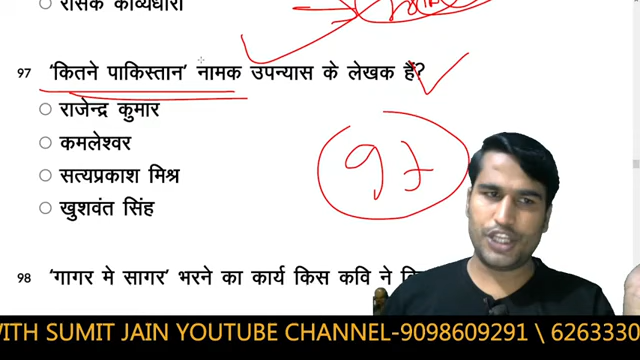 रसिक काव्यधारा
97 'कितने पाकिस्तान' नामक उपन्यास के लेखक हैं?
राजेन्द्र कुमार
कमलेश्वर
सत्यप्रकाश मिश्र
खुशवंत सिंह
97
98 'गागर मे सागर' भरने का कार्य किस कवि ने
WITH SUMIT JAIN YOUTUBE CHANNEL-9098609291 \ 6263330